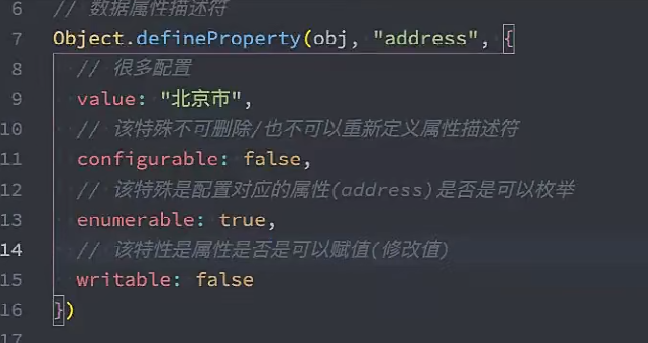 6 // 数据属性描述符
7 Object.defineProperty(obj, "address", {
8 // 很多配置
9 value: "北京市",
10 // 该特殊不可删除/也不可以重新定义属性描述符
11 configurable: false,
12 // 该特殊是配置对应的属性(address)是否是可以枚举
13 enumerable: true,
14 // 该特性是属性是否是可以赋值(修改值)
15 writable: false
16 })
17